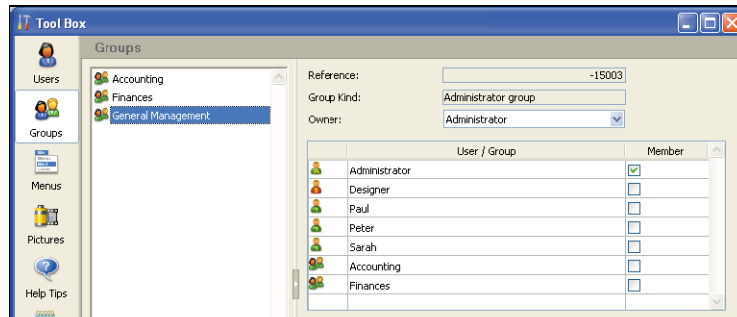 Tool Box
Groups
Users
Groups
Menus
Pictures
Help Tips
Accounting
Finances
General Management
Reference: -15003
Group Kind: Administrator group
Owner: Administrator
User / Group Member
Administrator
Designer
Paul
Peter
Sarah
Accounting
Finances